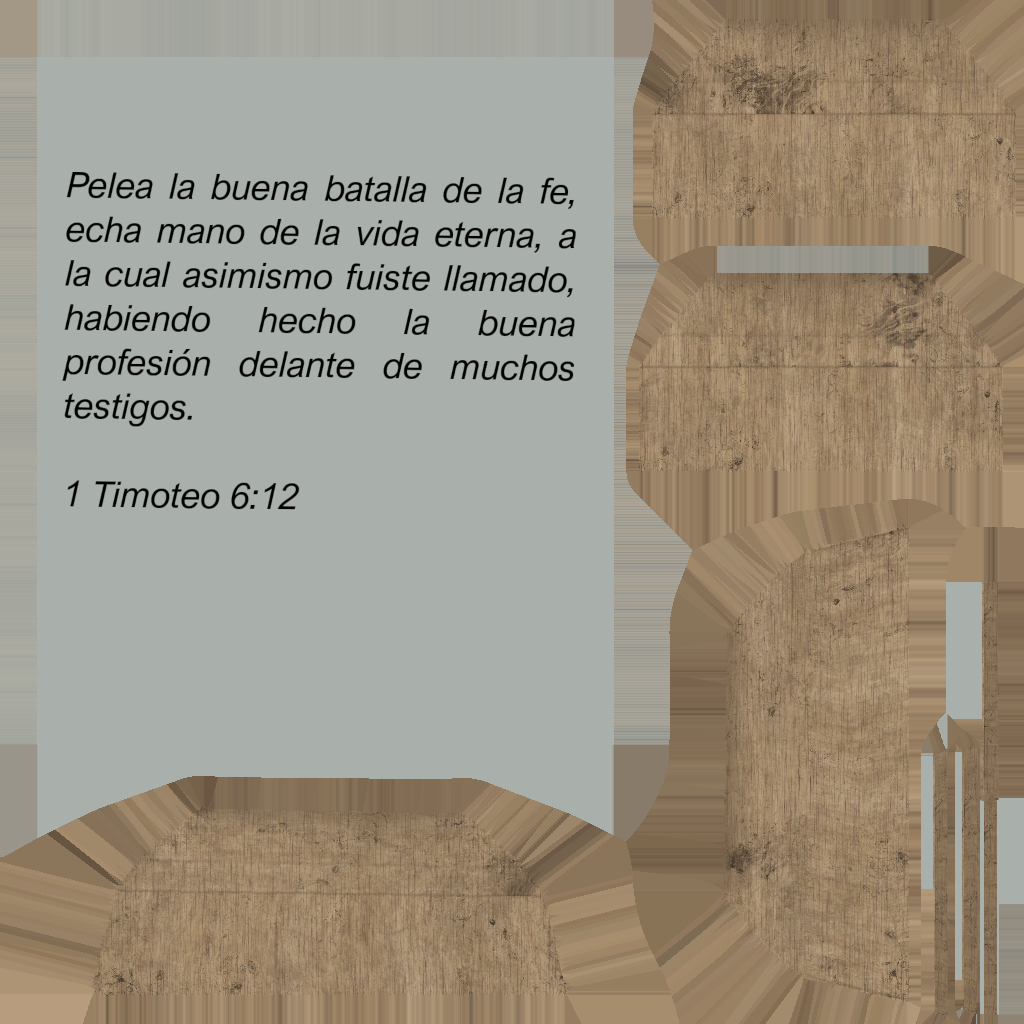 Pelea la buena batalla de la fe,
echa mano de la vida eterna, a
la cual asimismo fuiste llamado,
habiendo hecho la buena
profesión delante de muchos
testigos.
1 Timoteo 6:12